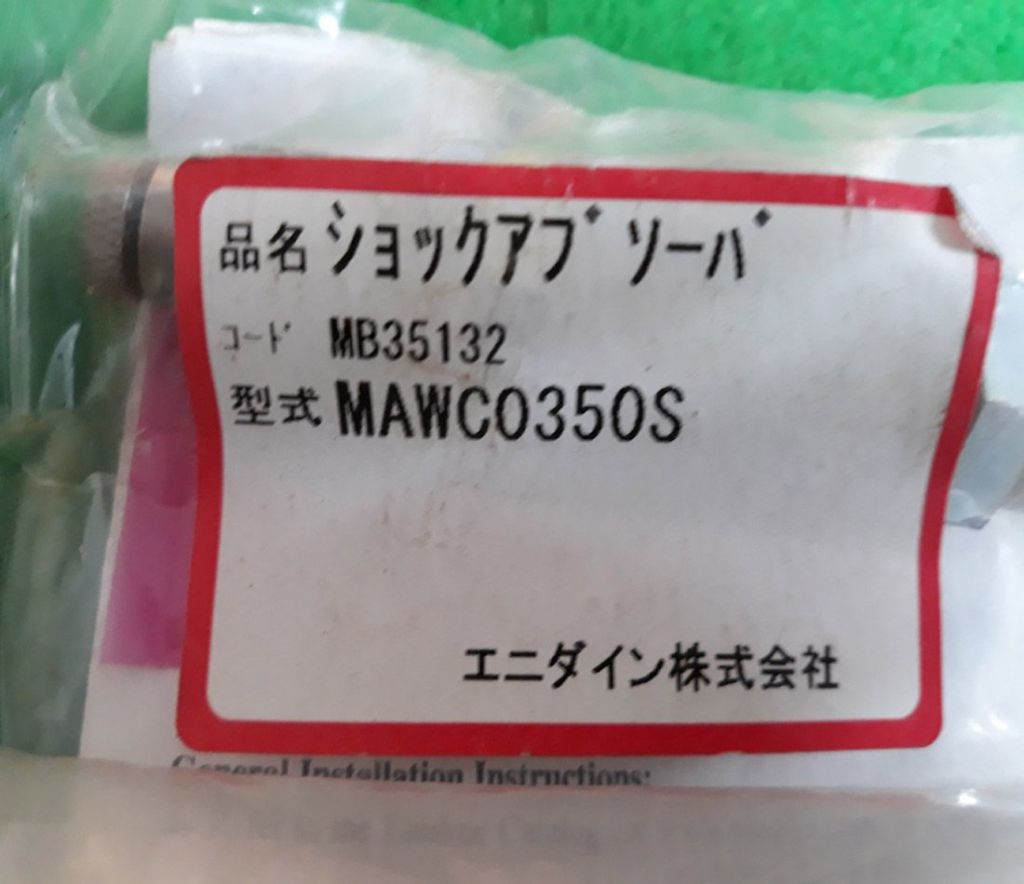 品名 ショックアブソーバ
コード MB35132
型式 MAWC0350S
エニダイン株式会社
General Installation Instructions: